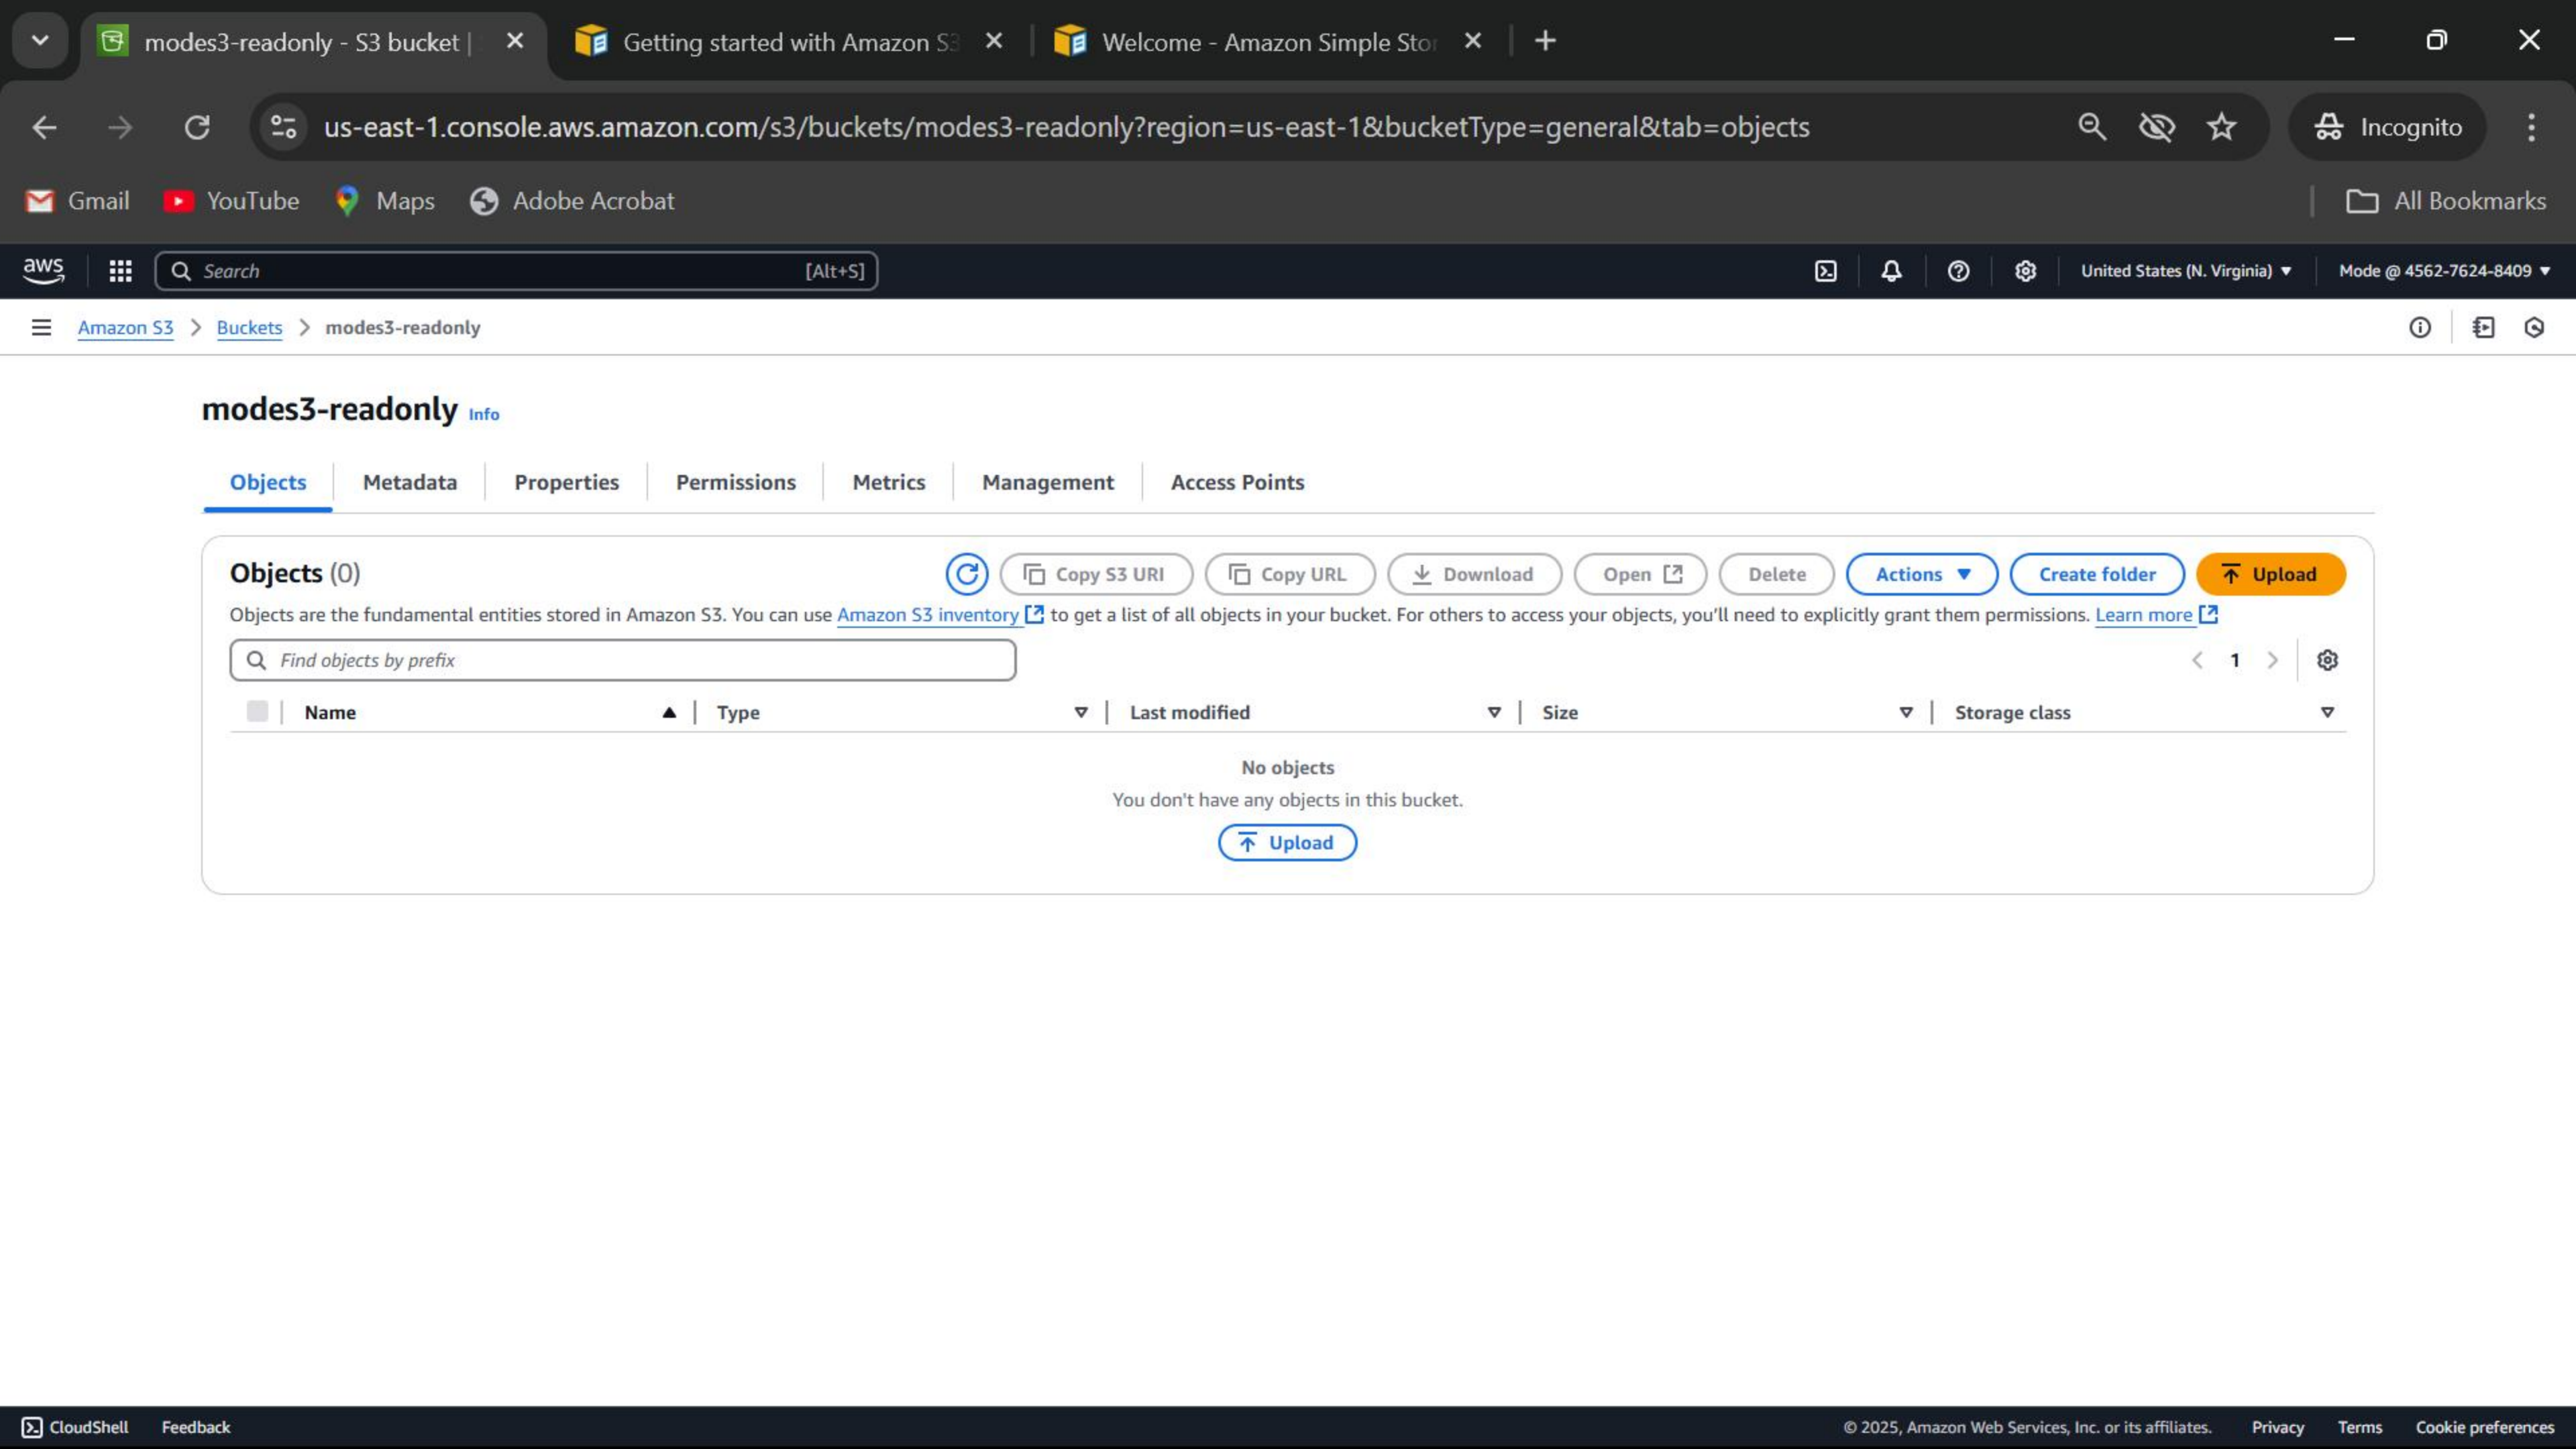 modes3-readonly - S3 bucket |
Getting started with Amazon S3
Welcome - Amazon Simple Stor
us-east-1.console.aws.amazon.com/s3/buckets/modes3-readonly?region=us-east-1&bucketType=general&tab=objects
Incognito
Gmail YouTube Maps Adobe Acrobat All Bookmarks
aws Search [Alt+S] United States (N. Virginia) Mode @ 4562-7624-8409
Amazon S3 > Buckets > modes3-readonly
modes3-readonly Info
Objects Metadata Properties Permissions Metrics Management Access Points
Objects (0) Copy S3 URI Copy URL Download Open Delete Actions Create folder Upload
Objects are the fundamental entities stored in Amazon S3. You can use Amazon S3 inventory to get a list of all objects in your bucket. For others to access your objects, you'll need to explicitly grant them permissions. Learn more
Find objects by prefix 1
Name Type Last modified Size Storage class
No objects
You don't have any objects in this bucket.
Upload
CloudShell Feedback © 2025, Amazon Web Services, Inc. or its affiliates. Privacy Terms Cookie preferences